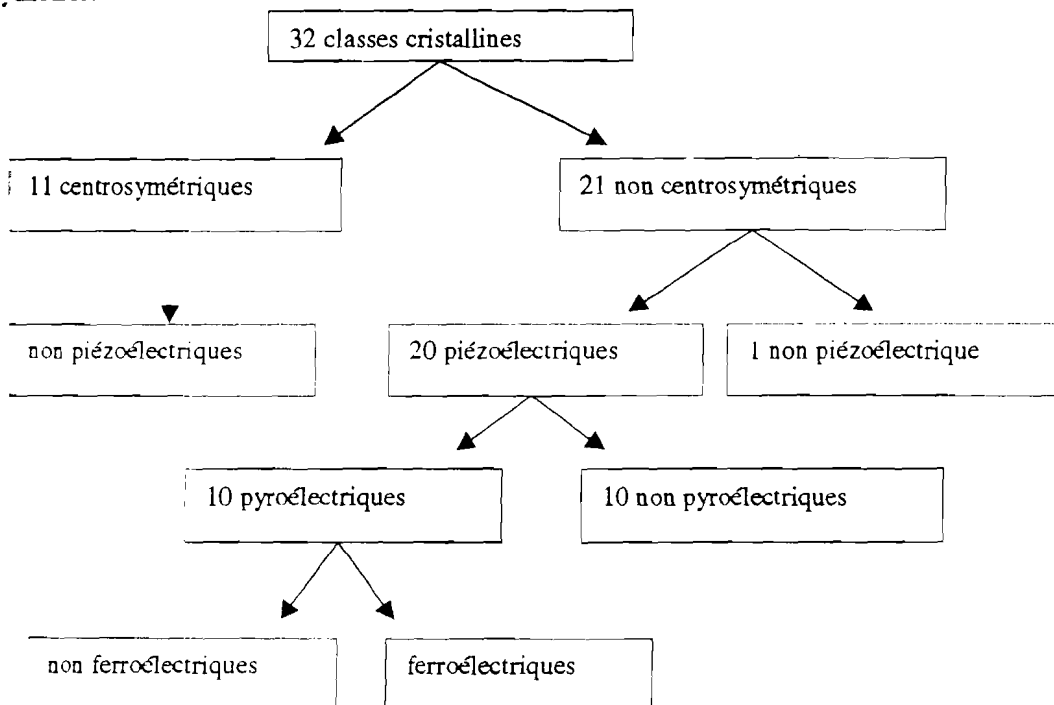 32 classes cristallines
11 centrosymétriques
21 non centrosymétriques
non piézoélectriques
20 piézoélectriques
1 non piézoélectrique
10 pyroélectriques
10 non pyroélectriques
non ferroélectriques
ferroélectriques